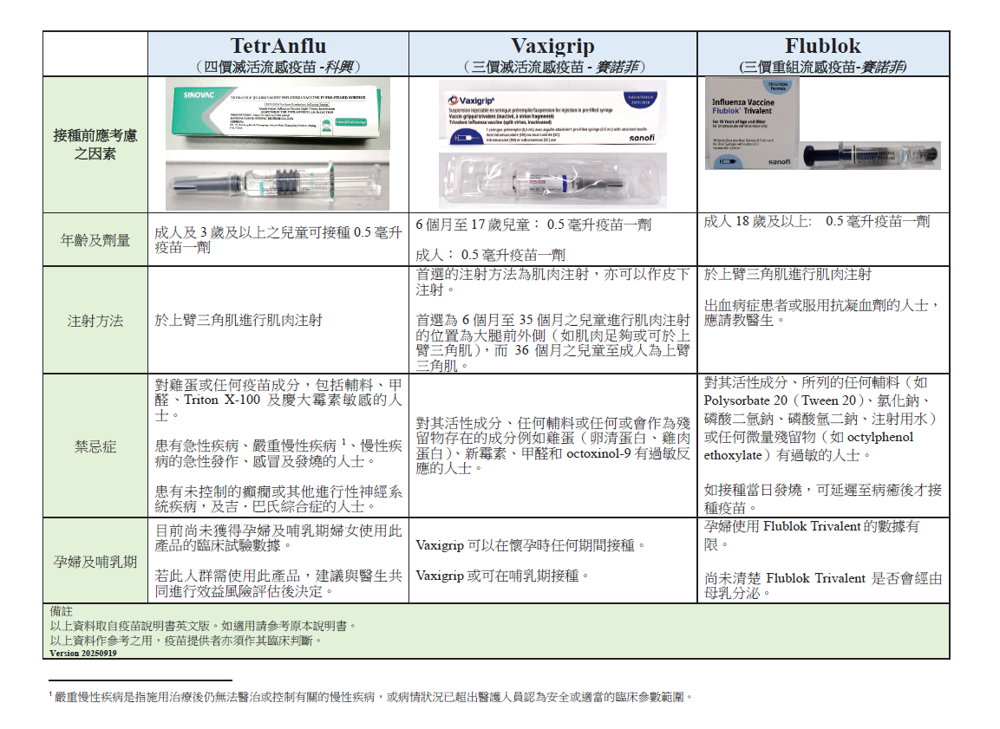 TetrAnflu
（四價滅活流感疫苗 -科興）
Vaxigrip
（三價滅活流感疫苗 - 賽諾菲）
Flublok
(三價重組流感疫苗-賽諾菲)
接種前應考慮
之因素
SINOVAC
Vaxigrip
Suspension injectable en seringue préremplie/Suspension for injection in pre-filled syringe
Vaccin grippal trivalent (inactivé, à virion fragmenté)
Trivalent influenza vaccine (split virion, inactivated)
2025/2026
sanofi
2025/2026
2025/2026
Formula
Influenza Vaccine
Flublok Trivalent
For 18 Years of Age and Older
sanofi
年齡及劑量
成人及 3 歲及以上之兒童可接種 0.5 毫升
疫苗一劑
6 個月至 17 歲兒童： 0.5 毫升疫苗一劑
成人： 0.5 毫升疫苗一劑
成人 18 歲及以上: 0.5 毫升疫苗一劑
注射方法
於上臂三角肌進行肌肉注射
首選的注射方法為肌肉注射，亦可以作皮下
注射。
首選為 6 個月至 35 個月之兒童進行肌肉注射
的位置為大腿前外側（如肌肉足夠或可於上
臂三角肌），而 36 個月之兒童至成人為上臂
三角肌。
於上臂三角肌進行肌肉注射
出血病症患者或服用抗凝血劑的人士，
應請教醫生。
禁忌症
對雞蛋或任何疫苗成分，包括輔料、甲
醛、Triton X-100 及慶大霉素敏感的人
士。
患有急性疾病、嚴重慢性疾病 1、慢性疾
病的急性發作、感冒及發燒的人士。
患有未控制的癲癇或其他進行性神經系
統疾病，及吉．巴氏綜合症的人士。
對其活性成分、任何輔料或任何或會作為殘
留物存在的成分例如雞蛋（卵清蛋白、雞肉
蛋白）、新霉素、甲醛和 octoxinol-9 有過敏反
應的人士。
對其活性成分、所列的任何輔料（如
Polysorbate 20（Tween 20）、氯化鈉、
磷酸二氫鈉、磷酸氫二鈉、注射用水）
或任何微量殘留物（如 octylphenol
ethoxylate）有過敏的人士。
如接種當日發燒，可延遲至病癒後才接
種疫苗。
孕婦及哺乳期
目前尚未獲得孕婦及哺乳期婦女使用此
產品的臨床試驗數據。
若此人群需使用此產品，建議與醫生共
同進行效益風險評估後決定。
Vaxigrip 可以在懷孕時任何期間接種。
Vaxigrip 或可在哺乳期接種。
孕婦使用 Flublok Trivalent 的數據有
限。
尚未清楚 Flublok Trivalent 是否會經由
母乳分泌。
備註
以上資料取自疫苗說明書英文版。如適用請參考原本說明書。
以上資料作參考之用，疫苗提供者亦須作其臨床判斷。
Version 20250919
1 嚴重慢性疾病是指施用治療後仍無法醫治或控制有關的慢性疾病，或病情狀況已超出醫護人員認為安全或適當的臨床參數範圍。